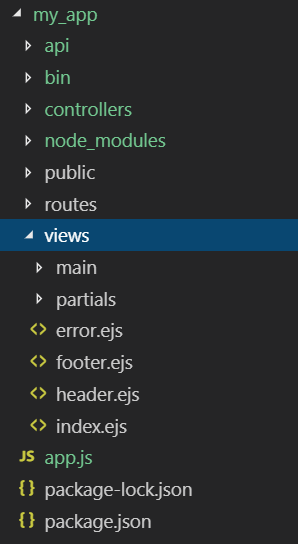 my_app
api
bin
controllers
node_modules
public
routes
views
main
partials
error.ejs
footer.ejs
header.ejs
index.ejs
JS app.js
{} package-lock.json
{} package.json